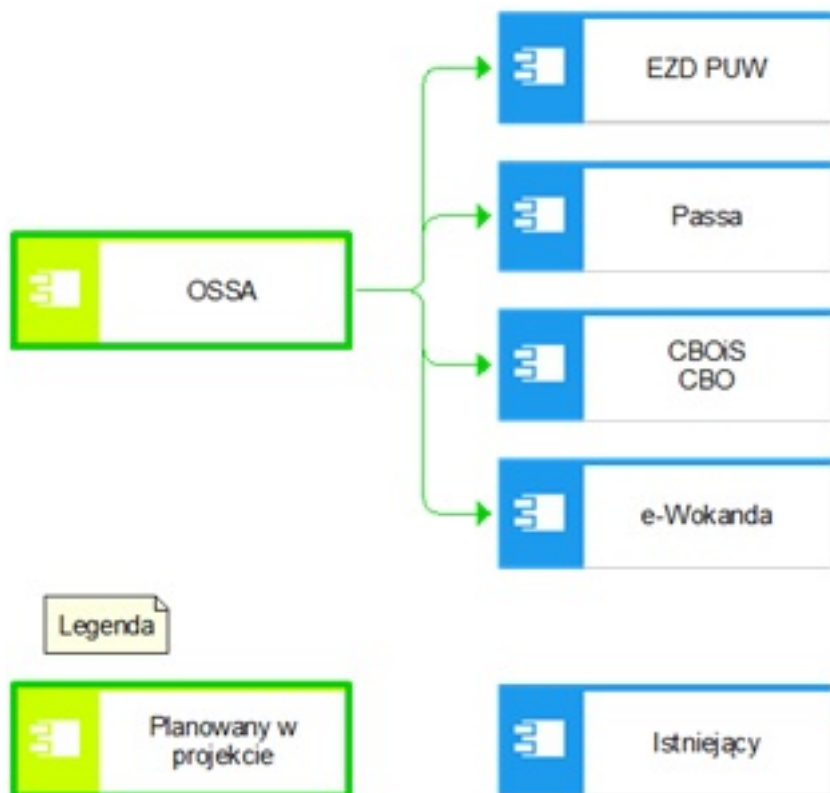 EZD PUW
Passa
OSSA
CBOiS
CBO
e-Wokanda
Legenda
Planowany w
projekcie
Istniejący